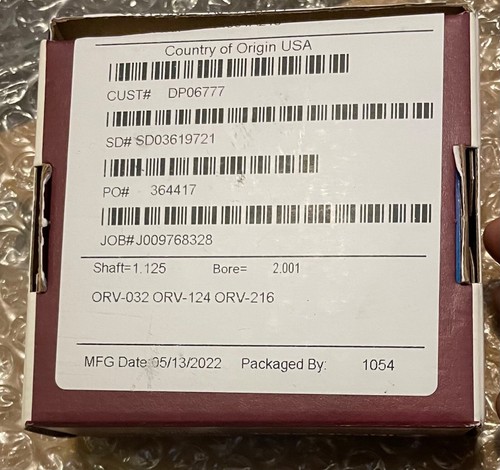 Country of Origin USA
CUST# DP06777
SD# SD03619721
PO# 364417
JOB# J009768328
Shaft= 1.125 Bore= 2.001
ORV-032 ORV-124 ORV-216
MFG Date: 05/13/2022 Packaged By: 1054